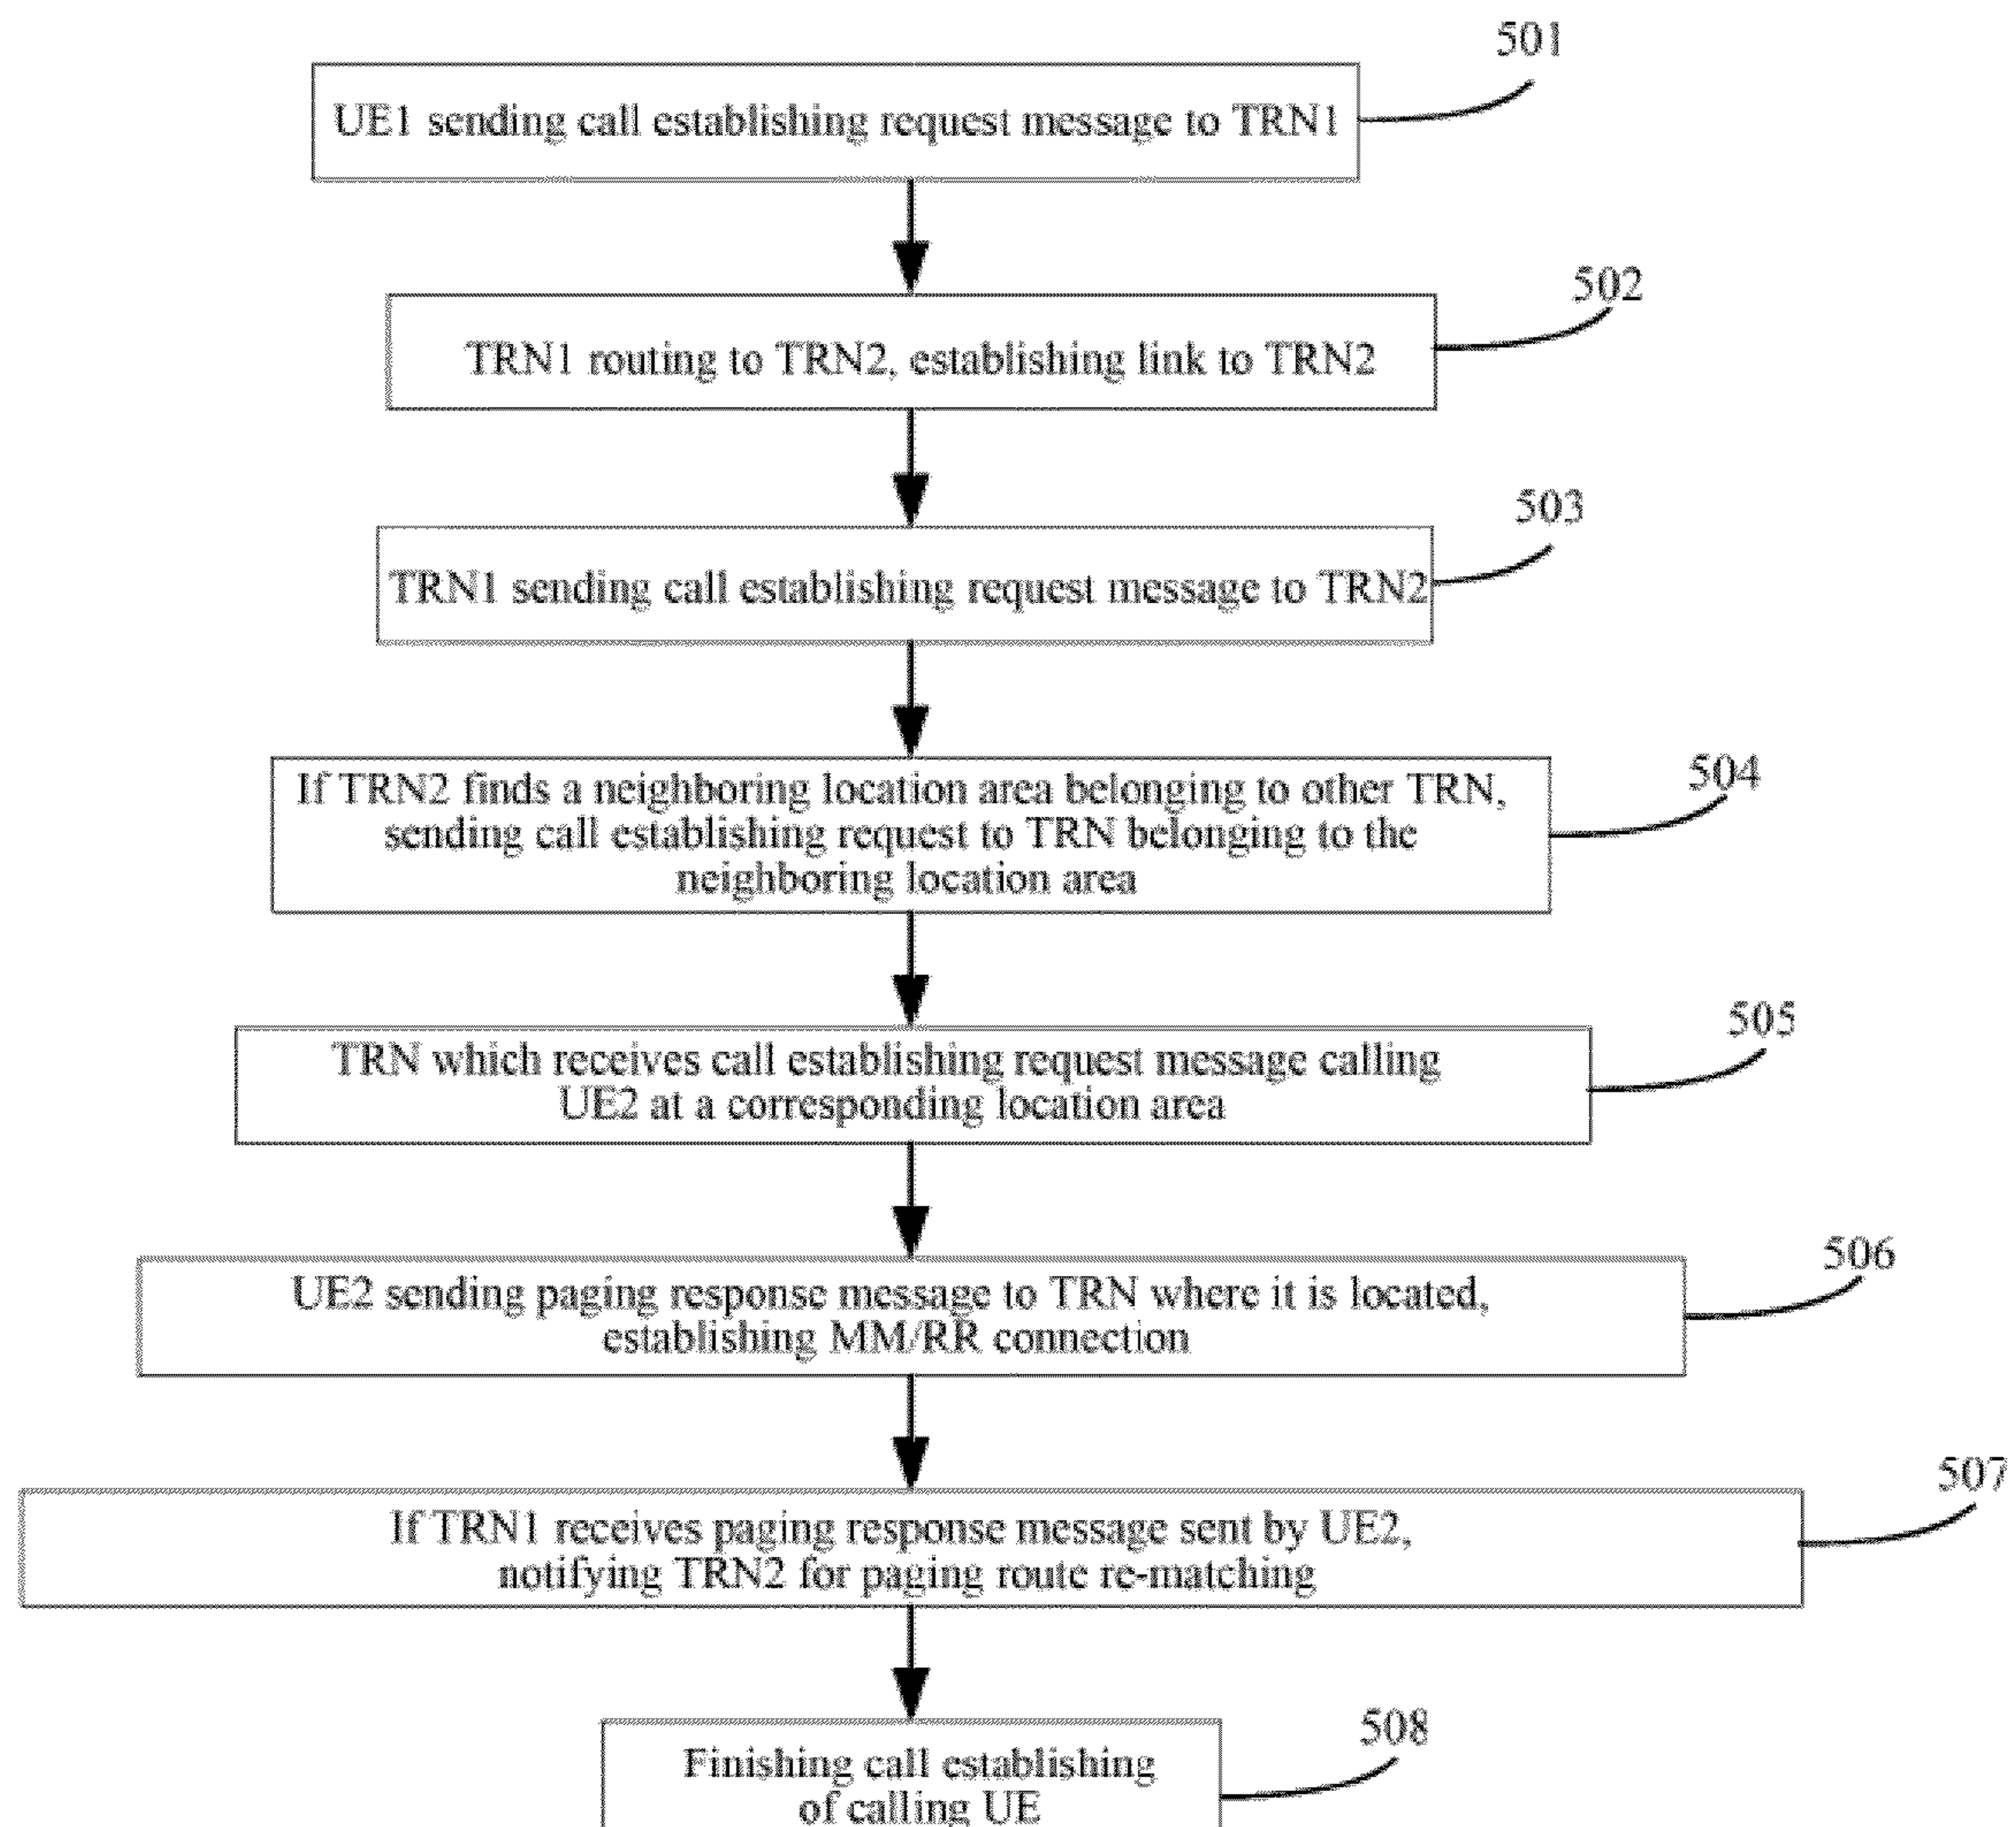 501
UE1 sending call establishing request message to TRN1
502
TRN1 routing to TRN2, establishing link to TRN2
503
TRN1 sending call establishing request message to TRN2
504
If TRN2 finds a neighboring location area belonging to other TRN,
sending call establishing request to TRN belonging to the
neighboring location area
505
TRN which receives call establishing request message calling
UE2 at a corresponding location area
506
UE2 sending paging response message to TRN where it is located,
establishing MM/RR connection
507
If TRN1 receives paging response message sent by UE2,
notifying TRN2 for paging route re-matching
508
Finishing call establishing
of calling UE